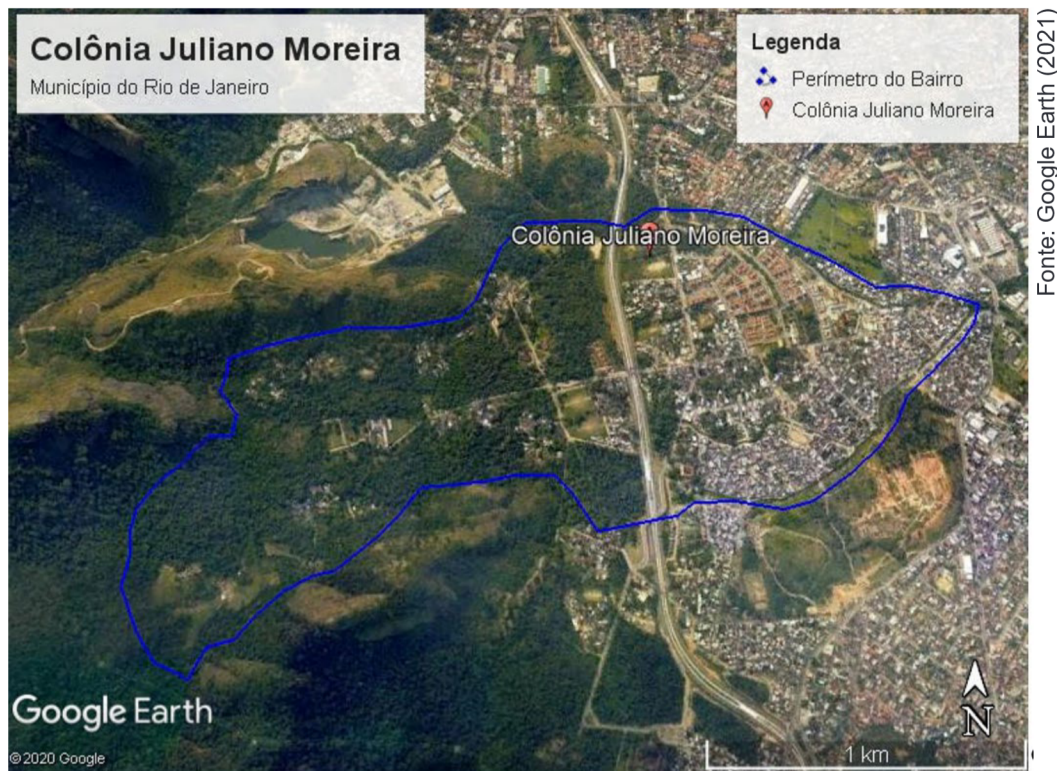 Colônia Juliano Moreira
Município do Rio de Janeiro
Legenda
Perímetro do Bairro
Colônia Juliano Moreira
Fonte: Google Earth (2021)
Colônia Juliano Moreira
Google Earth
© 2020 Google
N
1 km